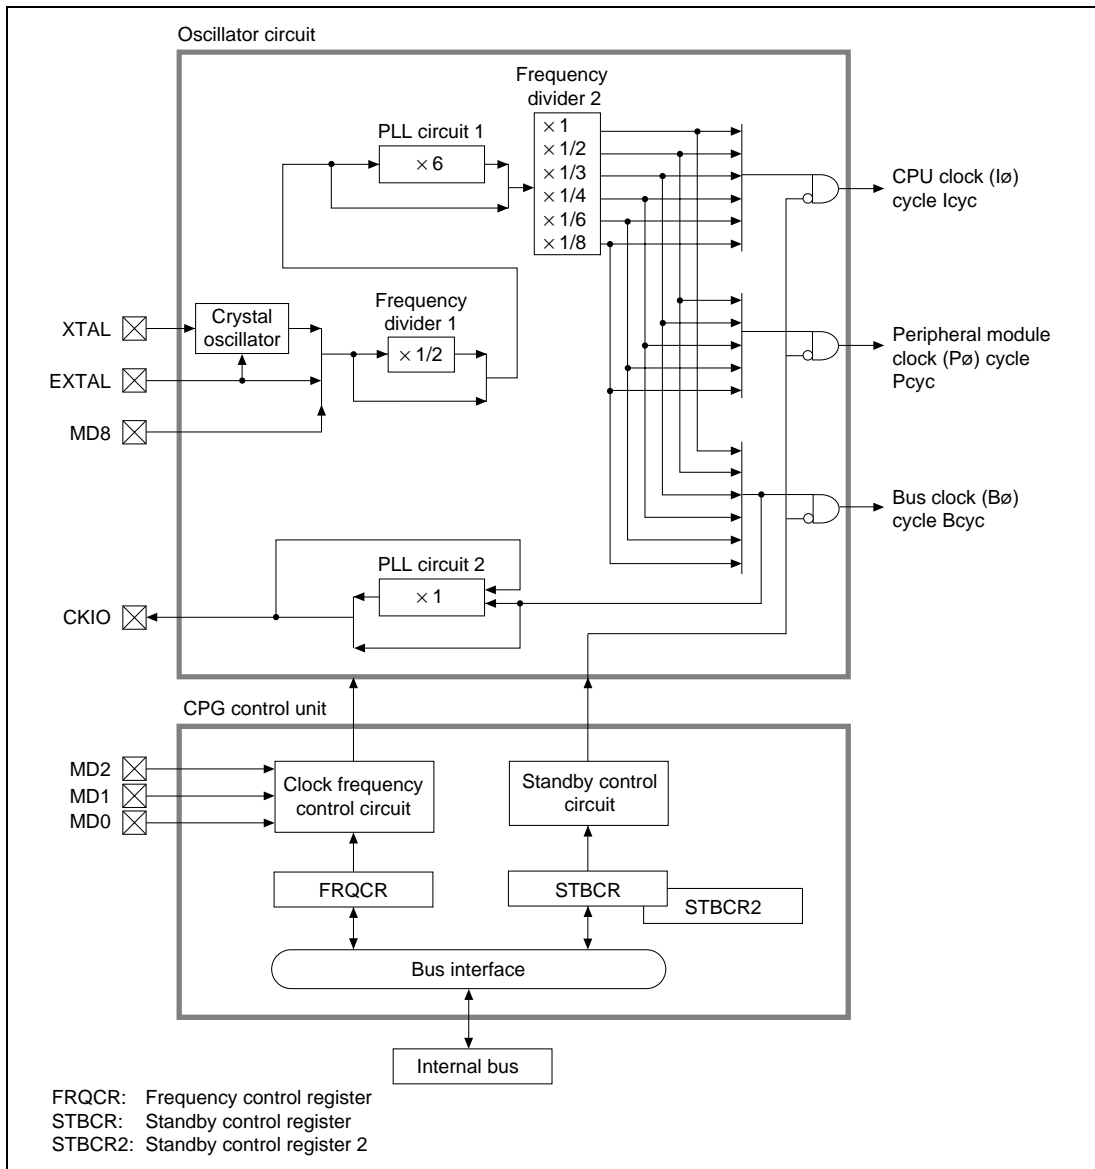 Oscillator circuit
Frequency
divider 2
PLL circuit 1
× 6
× 1
× 1/2
× 1/3
× 1/4
× 1/6
× 1/8
CPU clock (Iø)
cycle Icyc
XTAL
Crystal
oscillator
Frequency
divider 1
× 1/2
EXTAL
MD8
Peripheral module
clock (Pø) cycle
Pcyc
Bus clock (Bø)
cycle Bcyc
PLL circuit 2
× 1
CKIO
CPG control unit
MD2
MD1
MD0
Clock frequency
control circuit
Standby control
circuit
FRQCR
STBCR
STBCR2
Bus interface
Internal bus
FRQCR: Frequency control register
STBCR: Standby control register
STBCR2: Standby control register 2